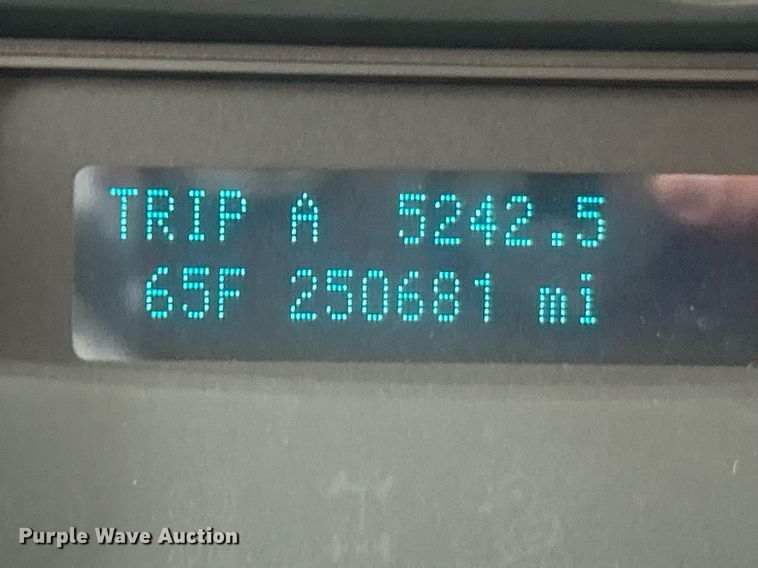 TRIP A 5242.5
65F 250681 mi
Purple Wave Auction